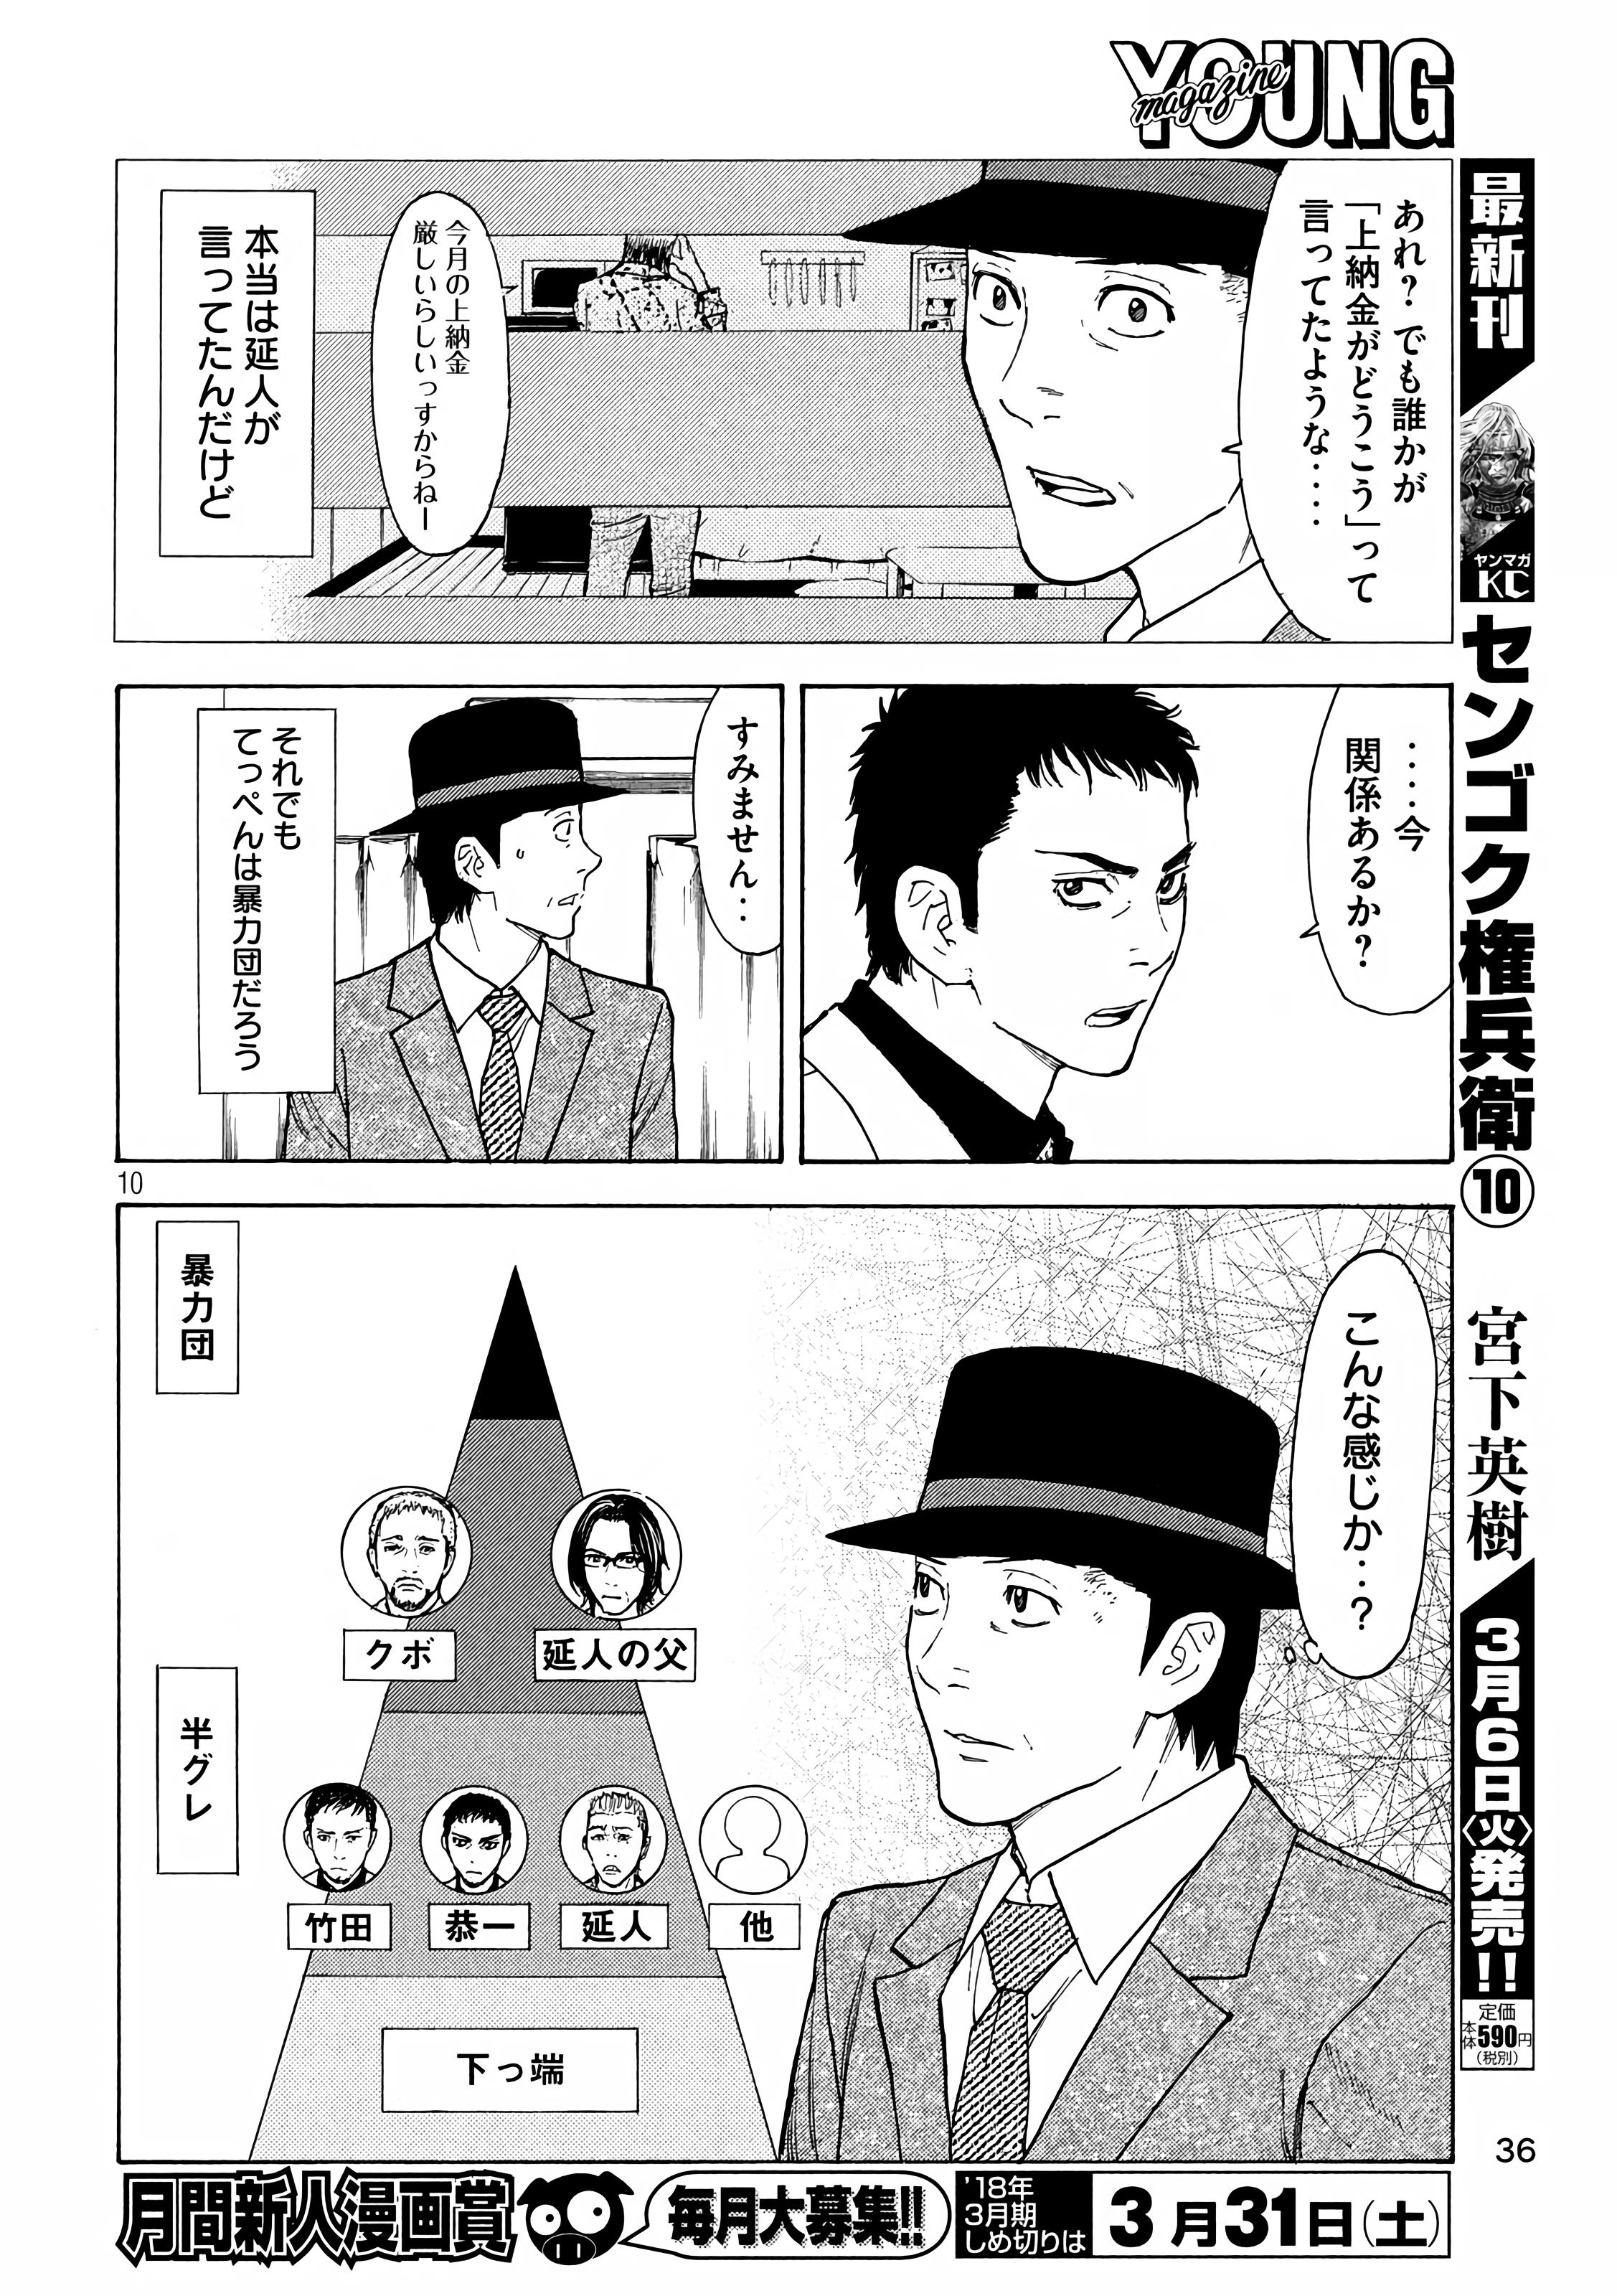 YOUNG
magazine
あれ？でも誰かが
「上納金がどうこう」って
言ってたような‥‥
今月の上納金
厳しいらしいっすからねー
本当は延人が
言ってたんだけど
‥‥今
関係あるか？
すみません‥
それでも
てっぺんは暴力団だろう
10
こんな感じか‥？
暴力団
クボ
延人の父
半グレ
竹田
恭一
延人
他
下っ端
最新刊
ヤンマガ
KC
センゴク権兵衛⑩
宮下英樹
3月6日〈火〉発売!!
定価
本体590円
（税別）
36
月間新人漫画賞
毎月大募集!!
'18年
3月期
しめ切りは
3月31日（土）